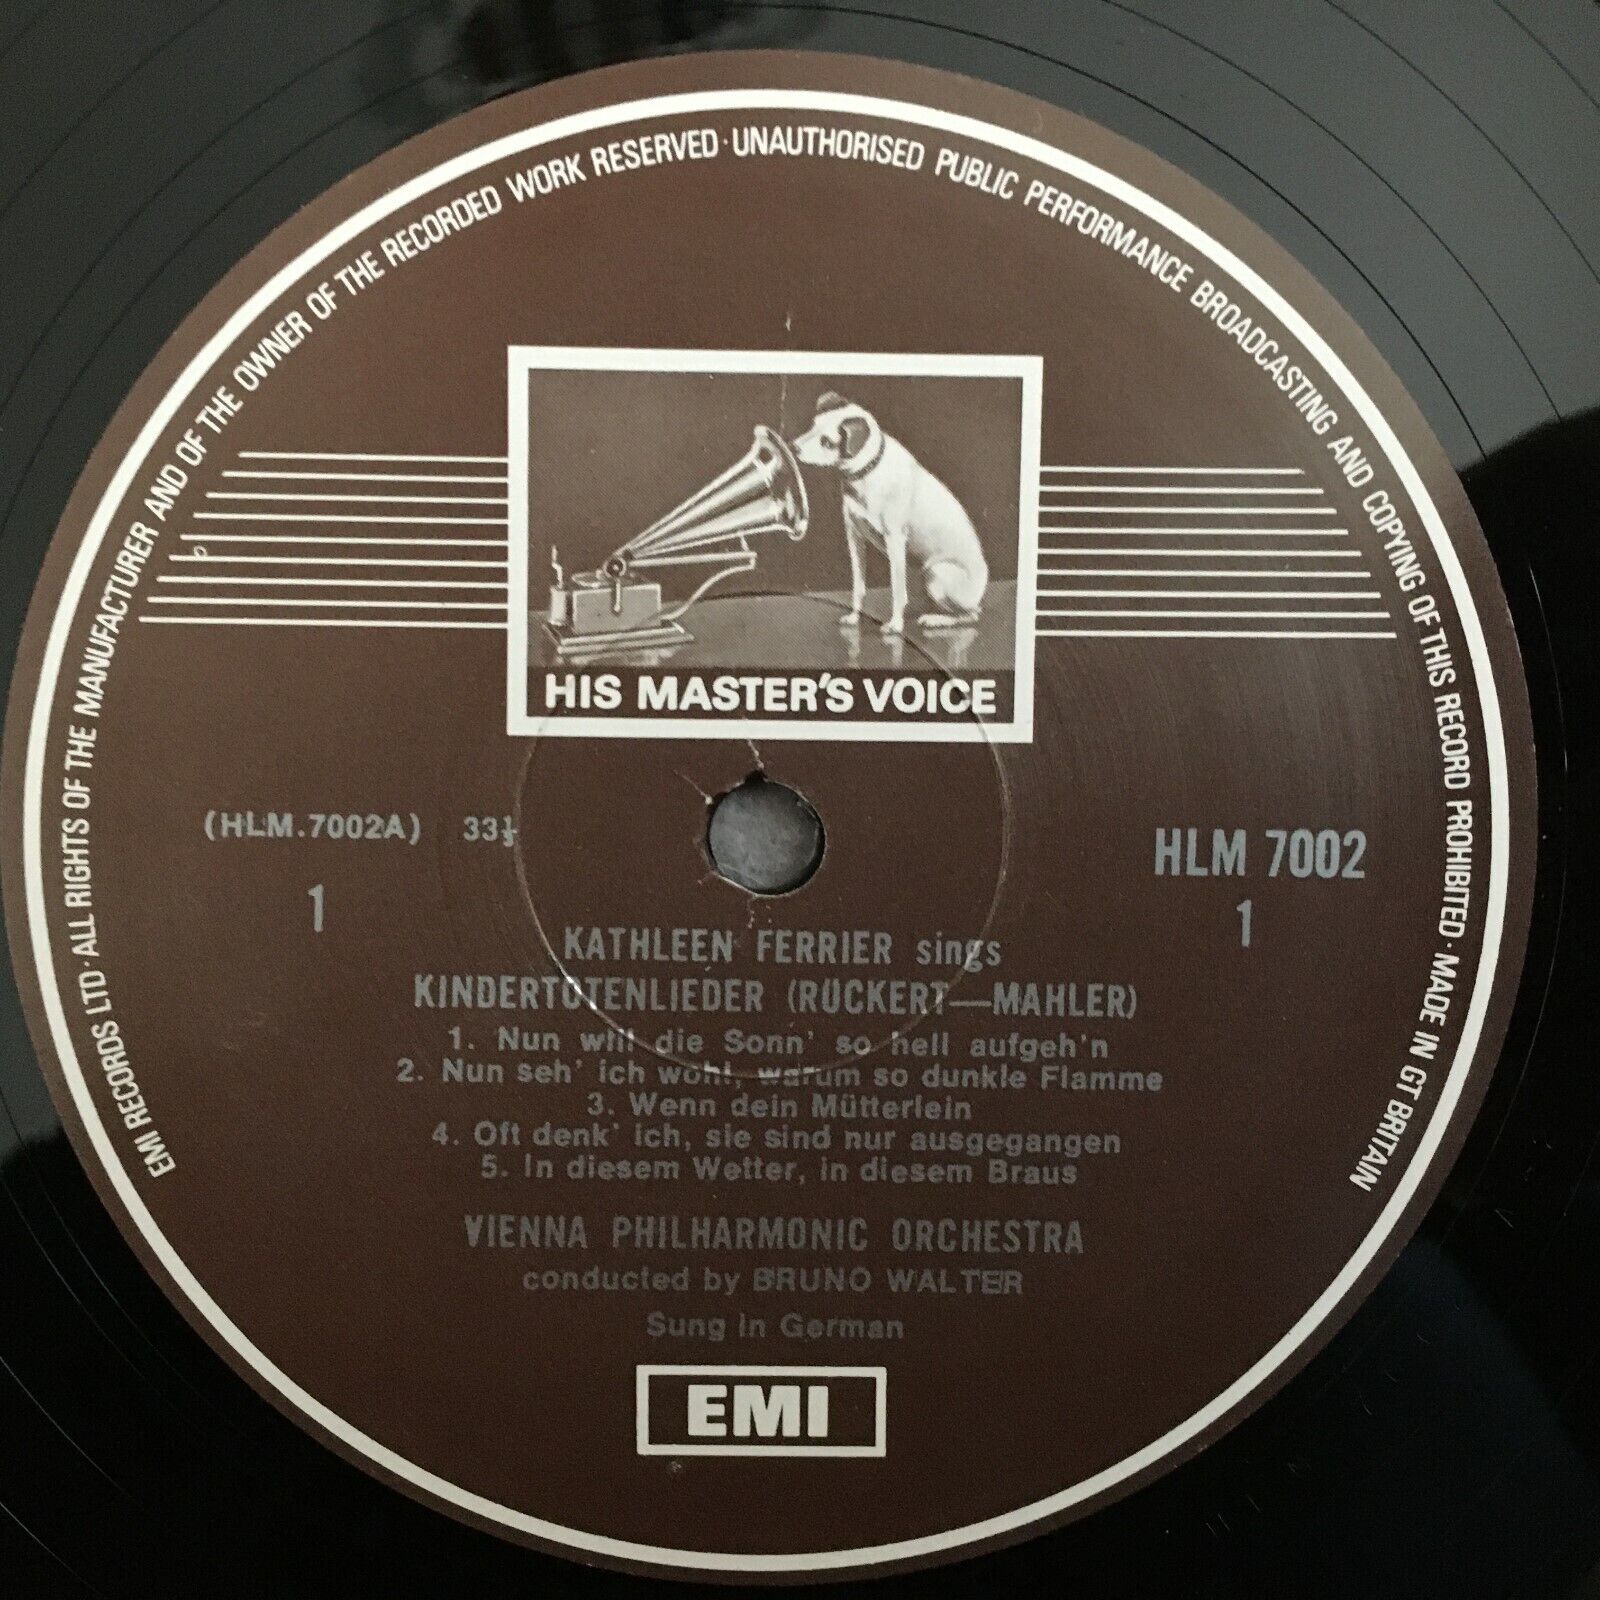 EMI RECORDS LTD·ALL RIGHTS OF THE MANUFACTURER AND OF THE OWNER OF THE RECORDED WORK RESERVED·UNAUTHORISED PUBLIC PERFORMANCE BROADCASTING AND COPYING OF THIS RECORD PROHIBITED·MADE IN GT BRITAIN
HIS MASTER'S VOICE
(HLM.7002A) 33⅓
HLM 7002
1
1
KATHLEEN FERRIER sings
KINDERTOTENLIEDER (RÜCKERT—MAHLER)
1. Nun will die Sonn' so hell aufgeh'n
2. Nun seh' ich wohl, warum so dunkle Flamme
3. Wenn dein Mütterlein
4. Oft denk' ich, sie sind nur ausgegangen
5. In diesem Wetter, in diesem Braus
VIENNA PHILHARMONIC ORCHESTRA
conducted by BRUNO WALTER
Sung in German
EMI